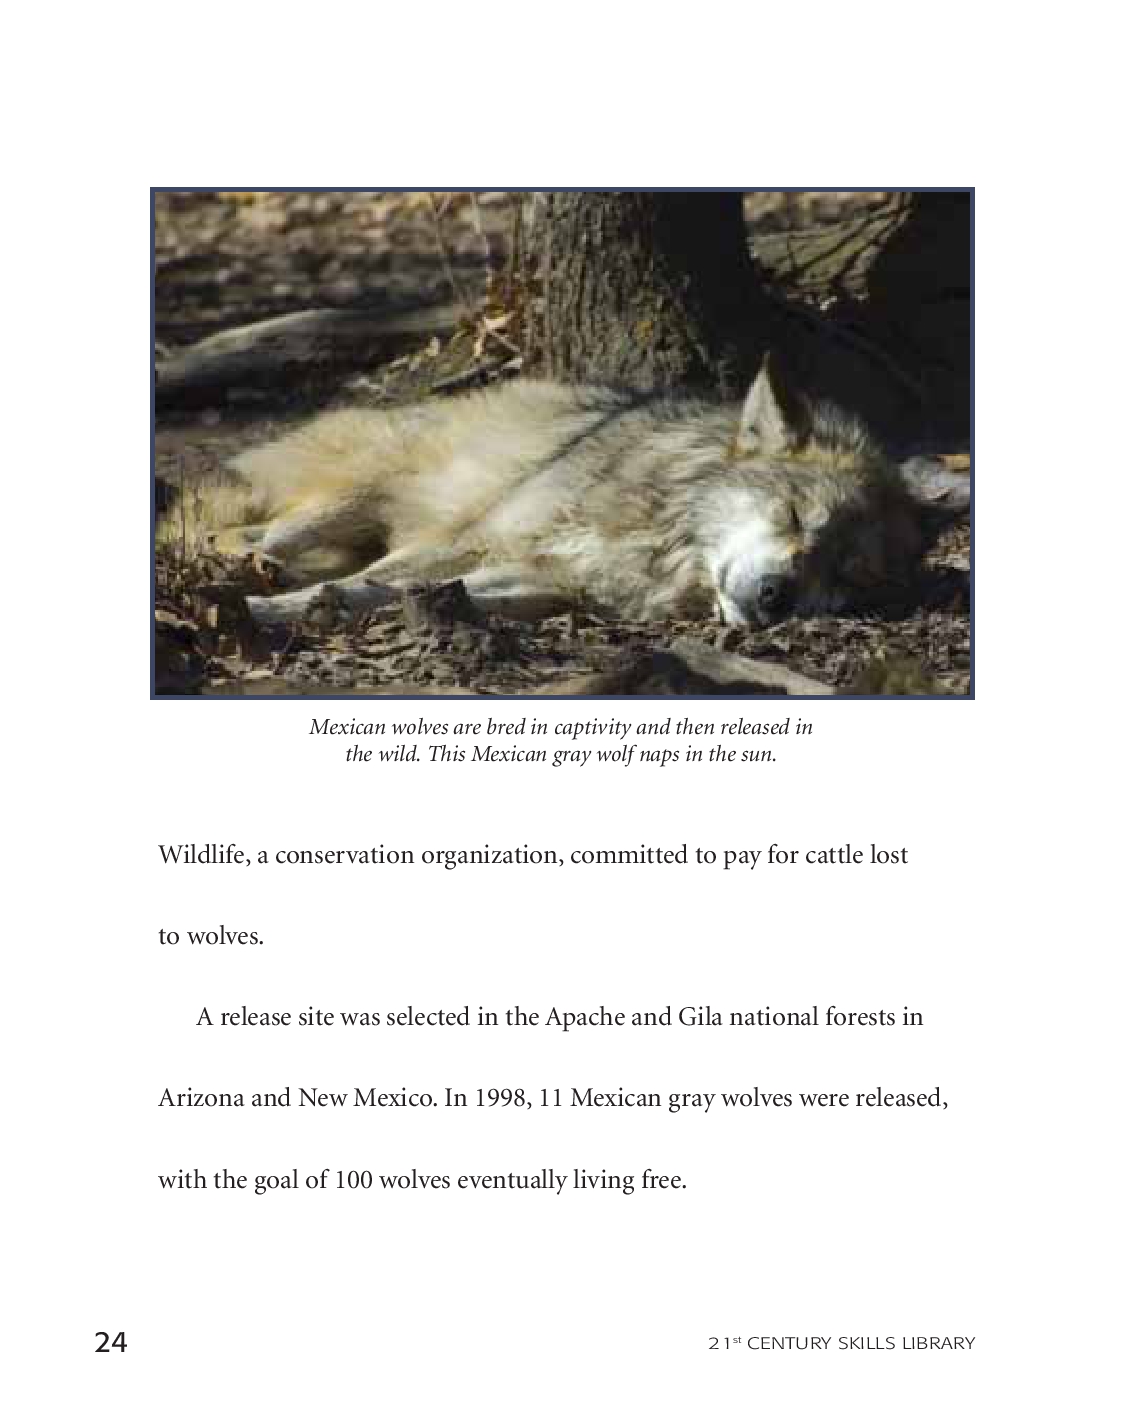 Mexican wolves are bred in captivity and then released in
the wild. This Mexican gray wolf naps in the sun.
Wildlife, a conservation organization, committed to pay for cattle lost
to wolves.
A release site was selected in the Apache and Gila national forests in
Arizona and New Mexico. In 1998, 11 Mexican gray wolves were released,
with the goal of 100 wolves eventually living free.
24
21st CENTURY SKILLS LIBRARY